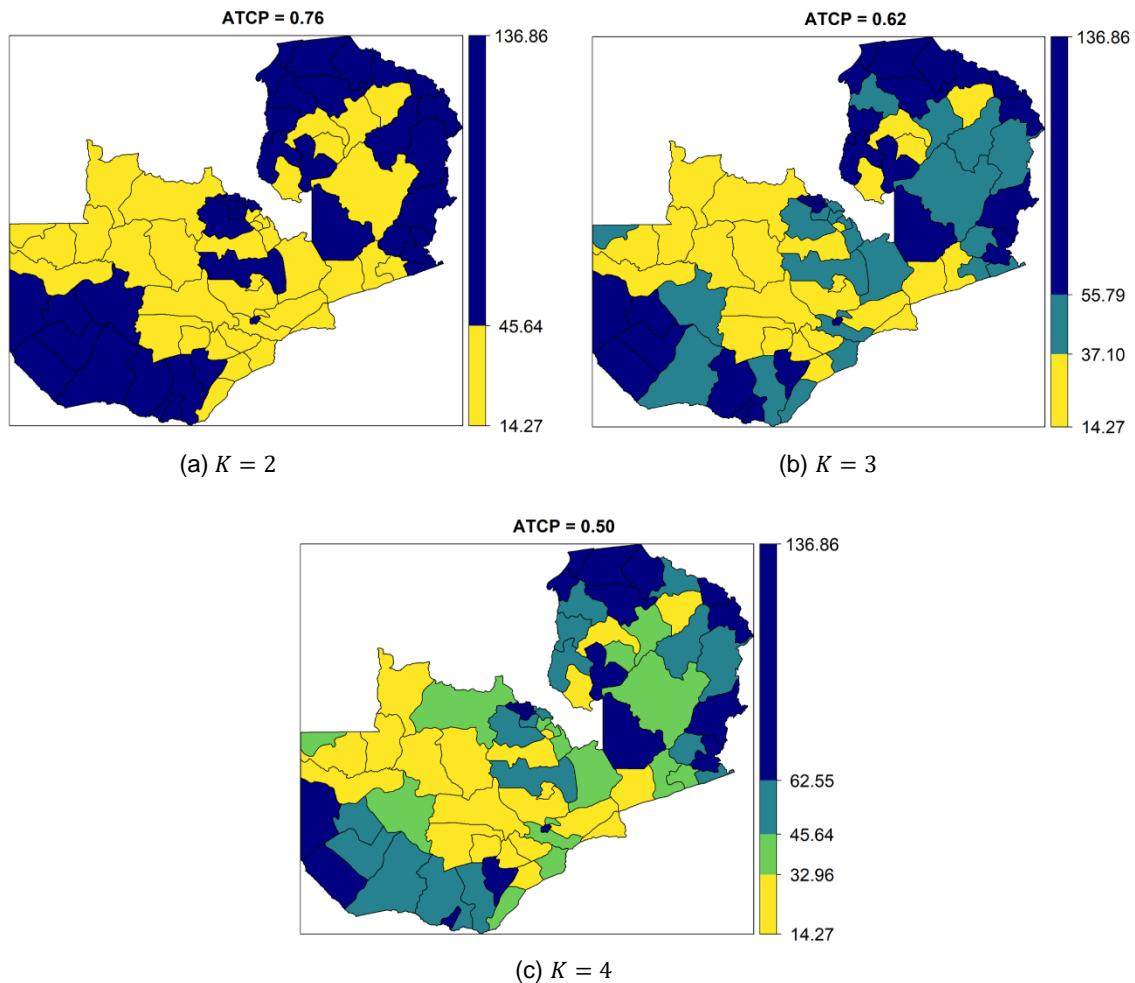 ATCP = 0.76
136.86
45.64
14.27
(a) K = 2
ATCP = 0.62
136.86
55.79
37.10
14.27
(b) K = 3
ATCP = 0.50
136.86
62.55
45.64
32.96
14.27
(c) K = 4